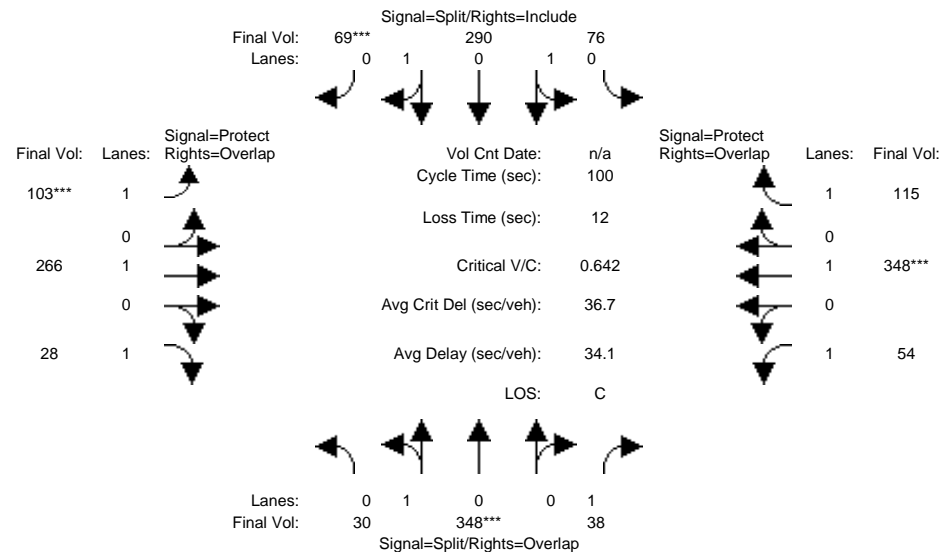 Signal=Split/Rights=Include
Final Vol: 69*** 290 76
Lanes: 0 1 0 1 0
Signal=Protect Signal=Protect
Final Vol: Lanes: Rights=Overlap Vol Cnt Date: n/a Rights=Overlap Lanes: Final Vol:
Cycle Time (sec): 100
103*** 1 1 115
Loss Time (sec): 12
0 0
266 1 Critical V/C: 0.642 1 348***
0 Avg Crit Del (sec/veh): 36.7 0
28 1 Avg Delay (sec/veh): 34.1 1 54
LOS: C
Lanes: 0 1 0 0 1
Final Vol: 30 348*** 38
Signal=Split/Rights=Overlap